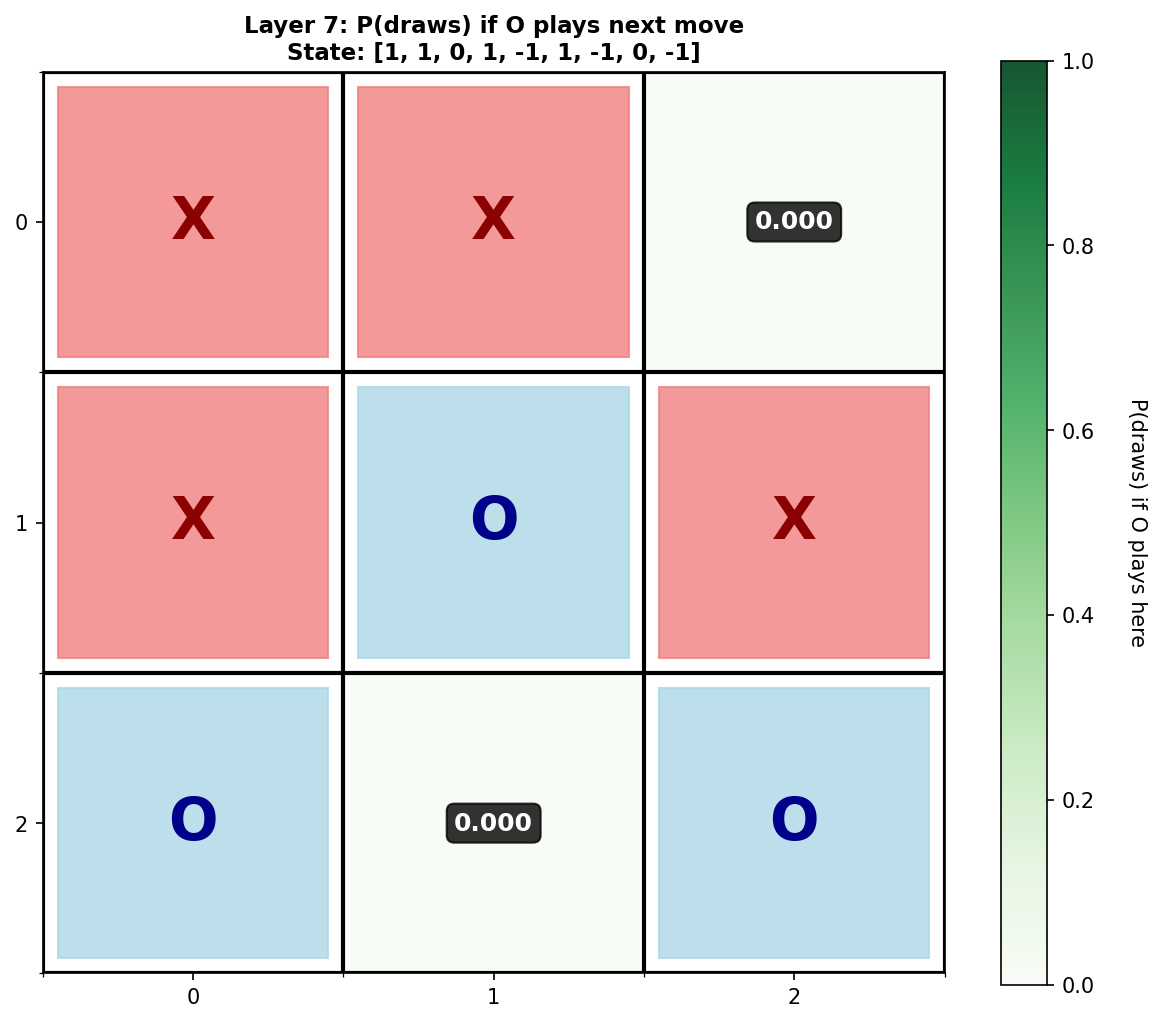 Layer 7: P(draws) if O plays next move
State: [1, 1, 0, 1, -1, 1, -1, 0, -1]
X X 0.000
X O X
O 0.000 O
0
1
2
0 1 2
1.0
0.8
0.6
0.4
0.2
0.0
P(draws) if O plays here